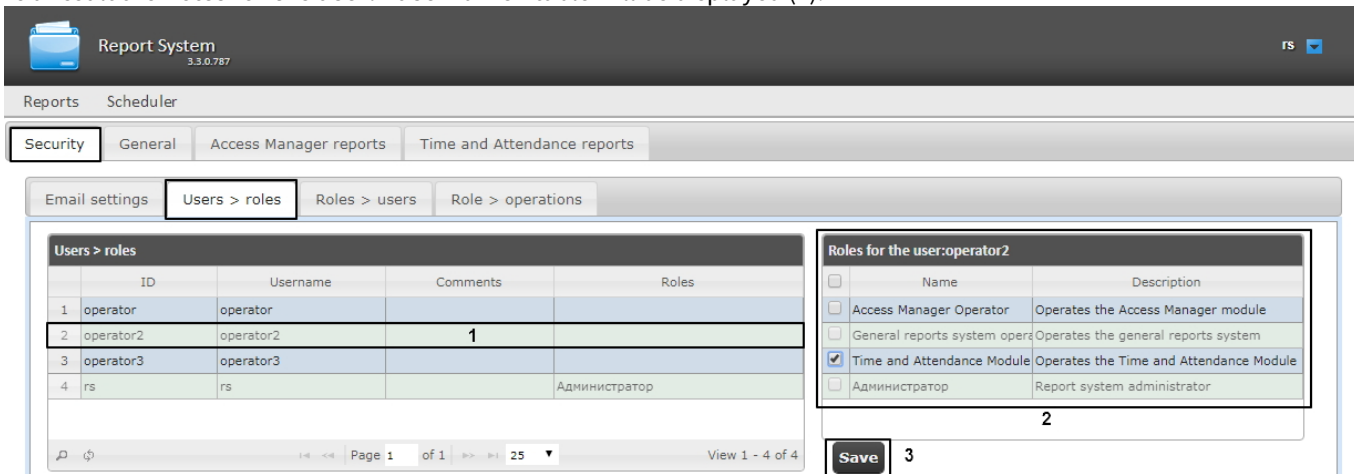 Report System
3.3.0.787
rs
Reports Scheduler
Security General Access Manager reports Time and Attendance reports
Email settings Users > roles Roles > users Role > operations
Users > roles
ID Username Comments Roles
1 operator operator
2 operator2 operator2 1
3 operator3 operator3
4 rs rs Администратор
Page 1 of 1 25 View 1 - 4 of 4
Roles for the user:operator2
Name Description
Access Manager Operator Operates the Access Manager module
General reports system opera Operates the general reports system
Time and Attendance Module Operates the Time and Attendance Module
Администратор Report system administrator
2
Save 3